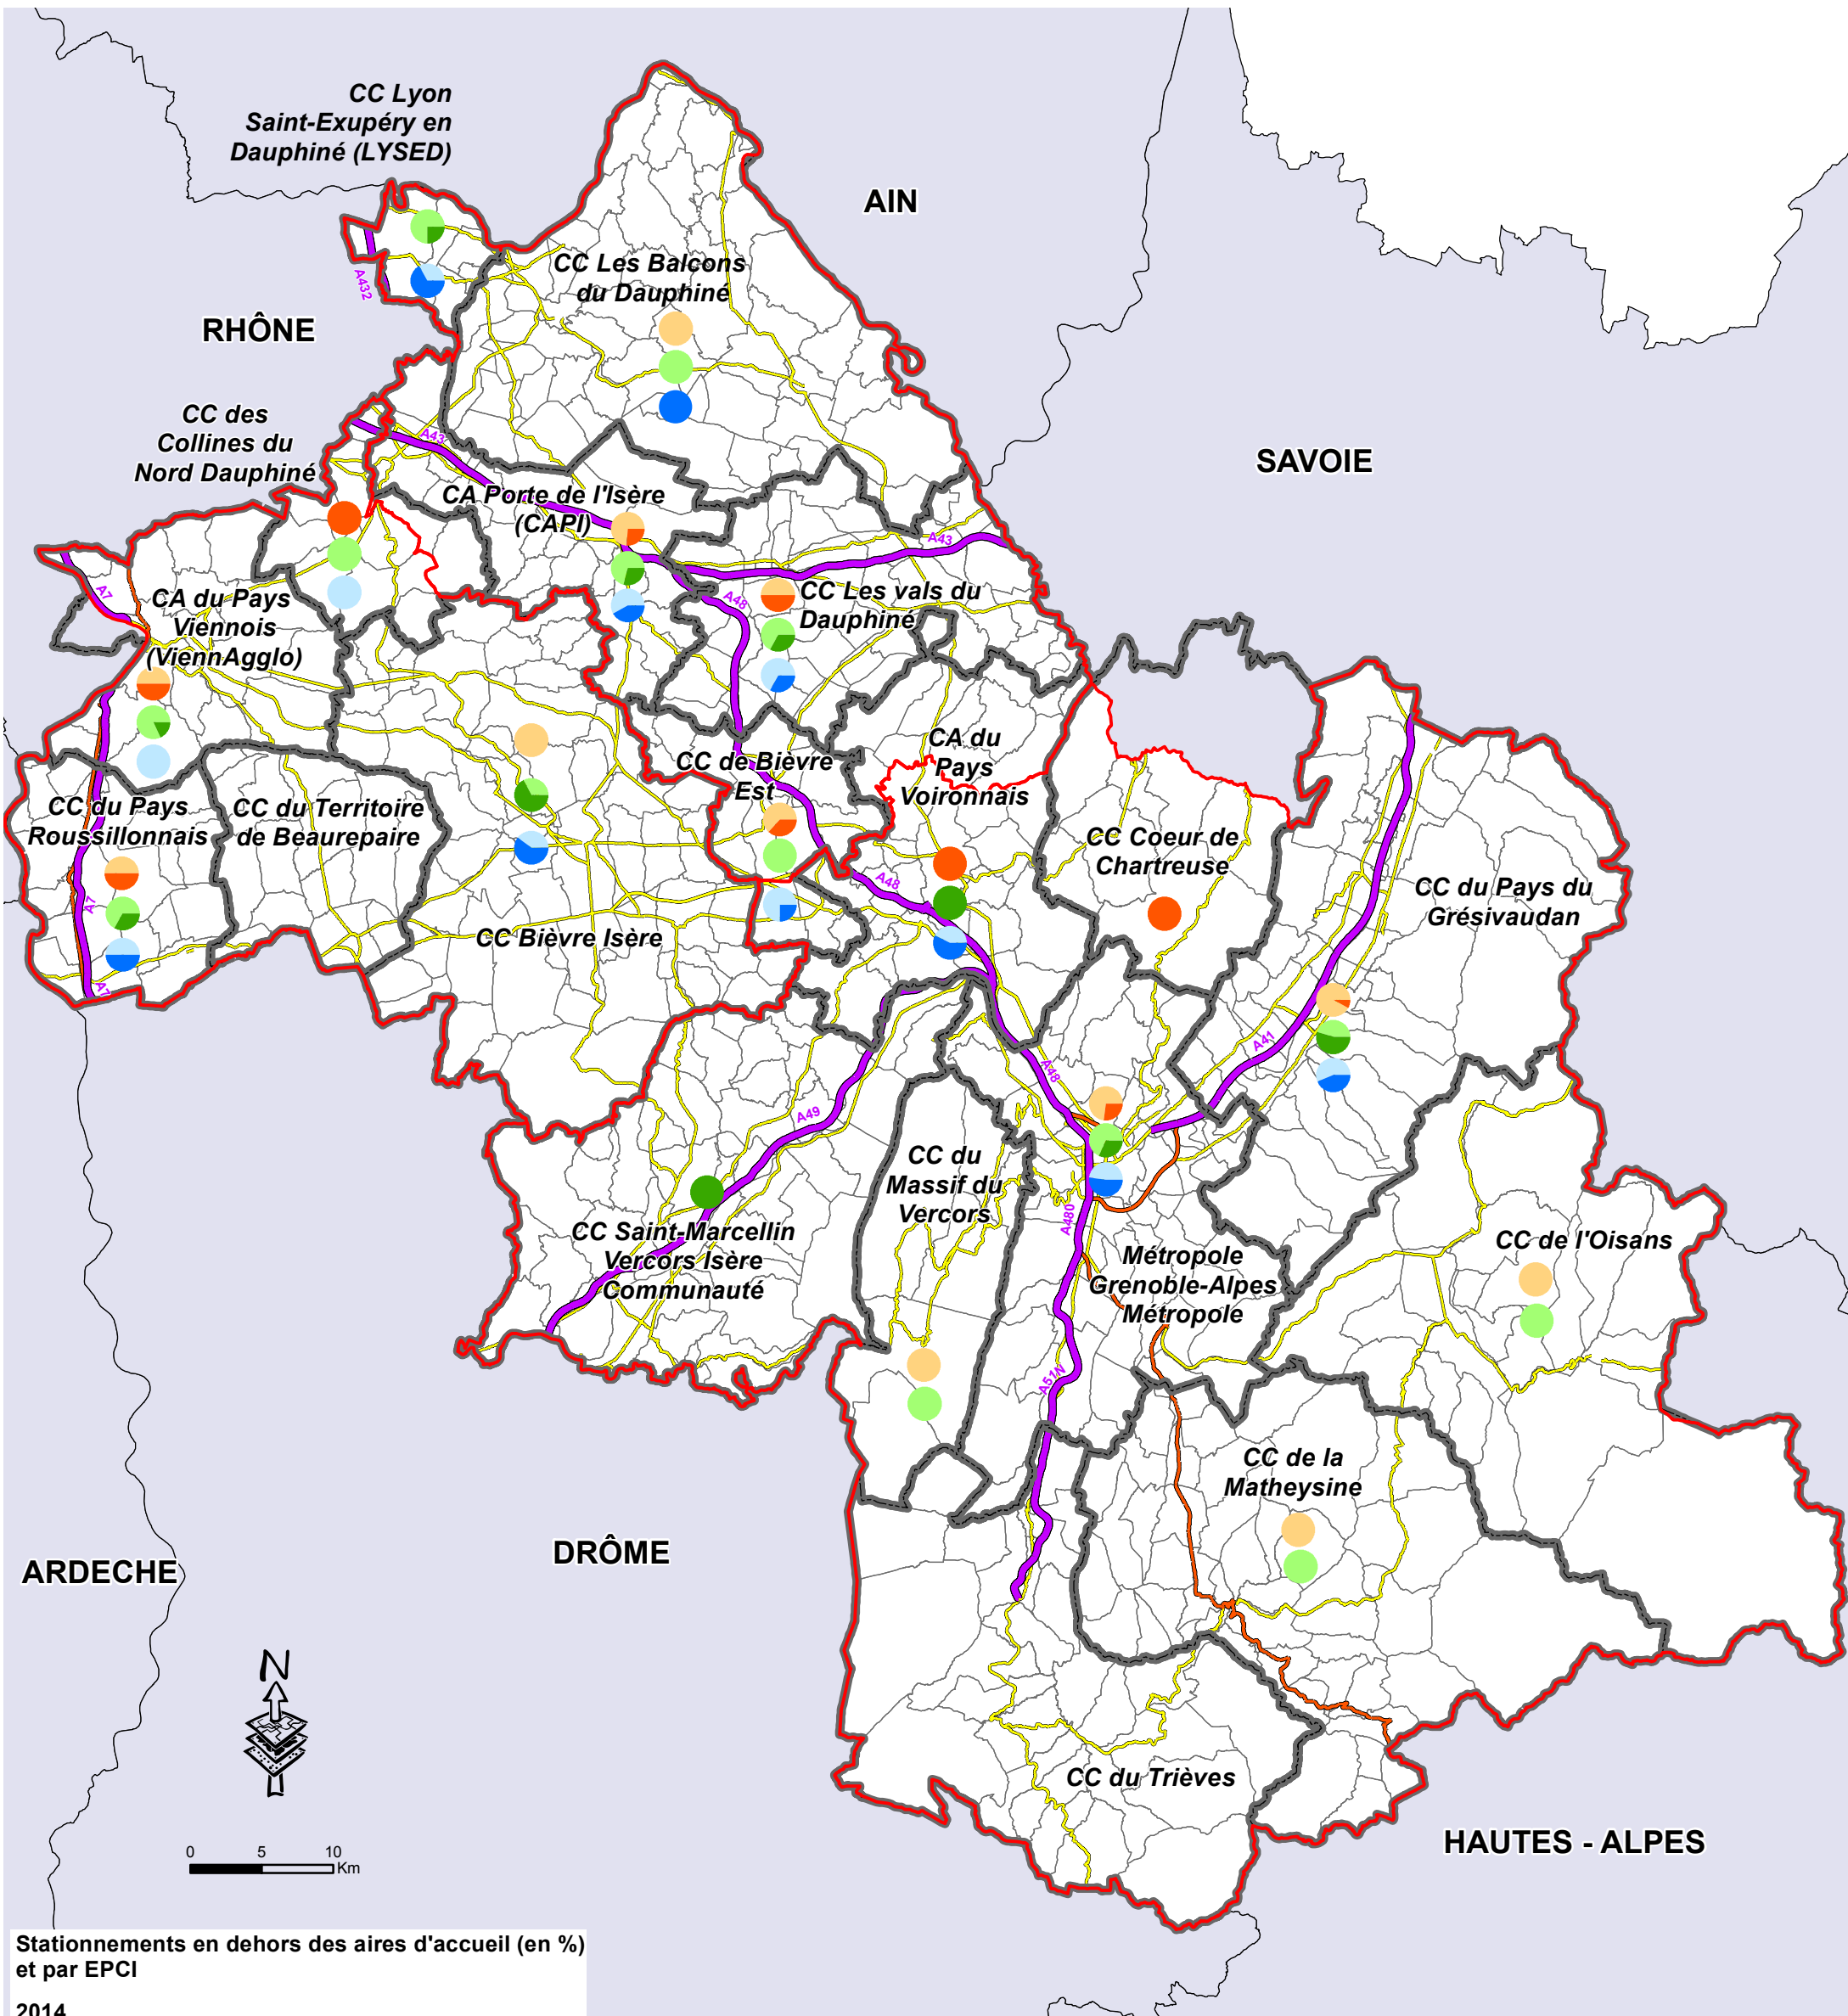 CC Lyon
Saint-Exupéry en
Dauphiné (LYSED)
AIN
A432
CC Les Balcons
du Dauphiné
RHÔNE
CC des
Collines du
Nord Dauphiné
A43
SAVOIE
CA Porte de l'Isère
(CAPI)
A43
A7
CA du Pays
Viennois
(ViennAgglo)
A48
CC Les vals du
Dauphiné
CC de Bièvre
Est
CA du
Pays
Voironnais
CC du Pays
Roussillonnais
CC du Territoire
de Beaurepaire
CC Coeur de
Chartreuse
A48
CC du Pays du
Grésivaudan
A7
CC Bièvre Isère
A7
A41
A48
A49
CC du
Massif du
Vercors
A480
CC Saint-Marcellin
Vercors Isère
Communauté
Métropole
Grenoble-Alpes
Métropole
CC de l'Oisans
A51N
CC de la
Matheysine
DRÔME
ARDECHE
N
CC du Trièves
HAUTES - ALPES
0 5 10
Km
Stationnements en dehors des aires d'accueil (en %)
et par EPCI
2014